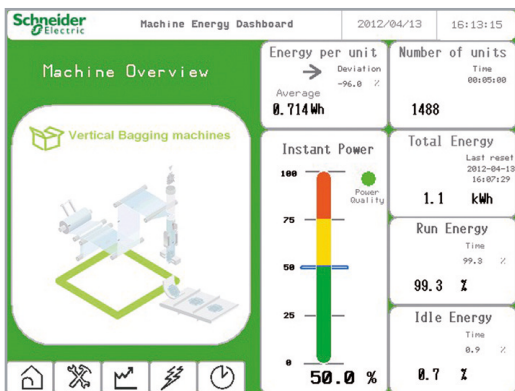 Schneider
Electric
Machine Energy Dashboard
2012/04/13
16:13:15
Machine Overview
Vertical Bagging machines
Energy per unit
Deviation
-96.0 %
Average
0.714 Wh
Number of units
Time
00:05:00
1488
Instant Power
100
75
50
25
0
Power
Quality
50.0 %
Total Energy
Last reset
2012-04-13
16:07:29
1.1 kWh
Run Energy
Time
99.3 %
99.3 %
Idle Energy
Time
0.9 %
0.7 %